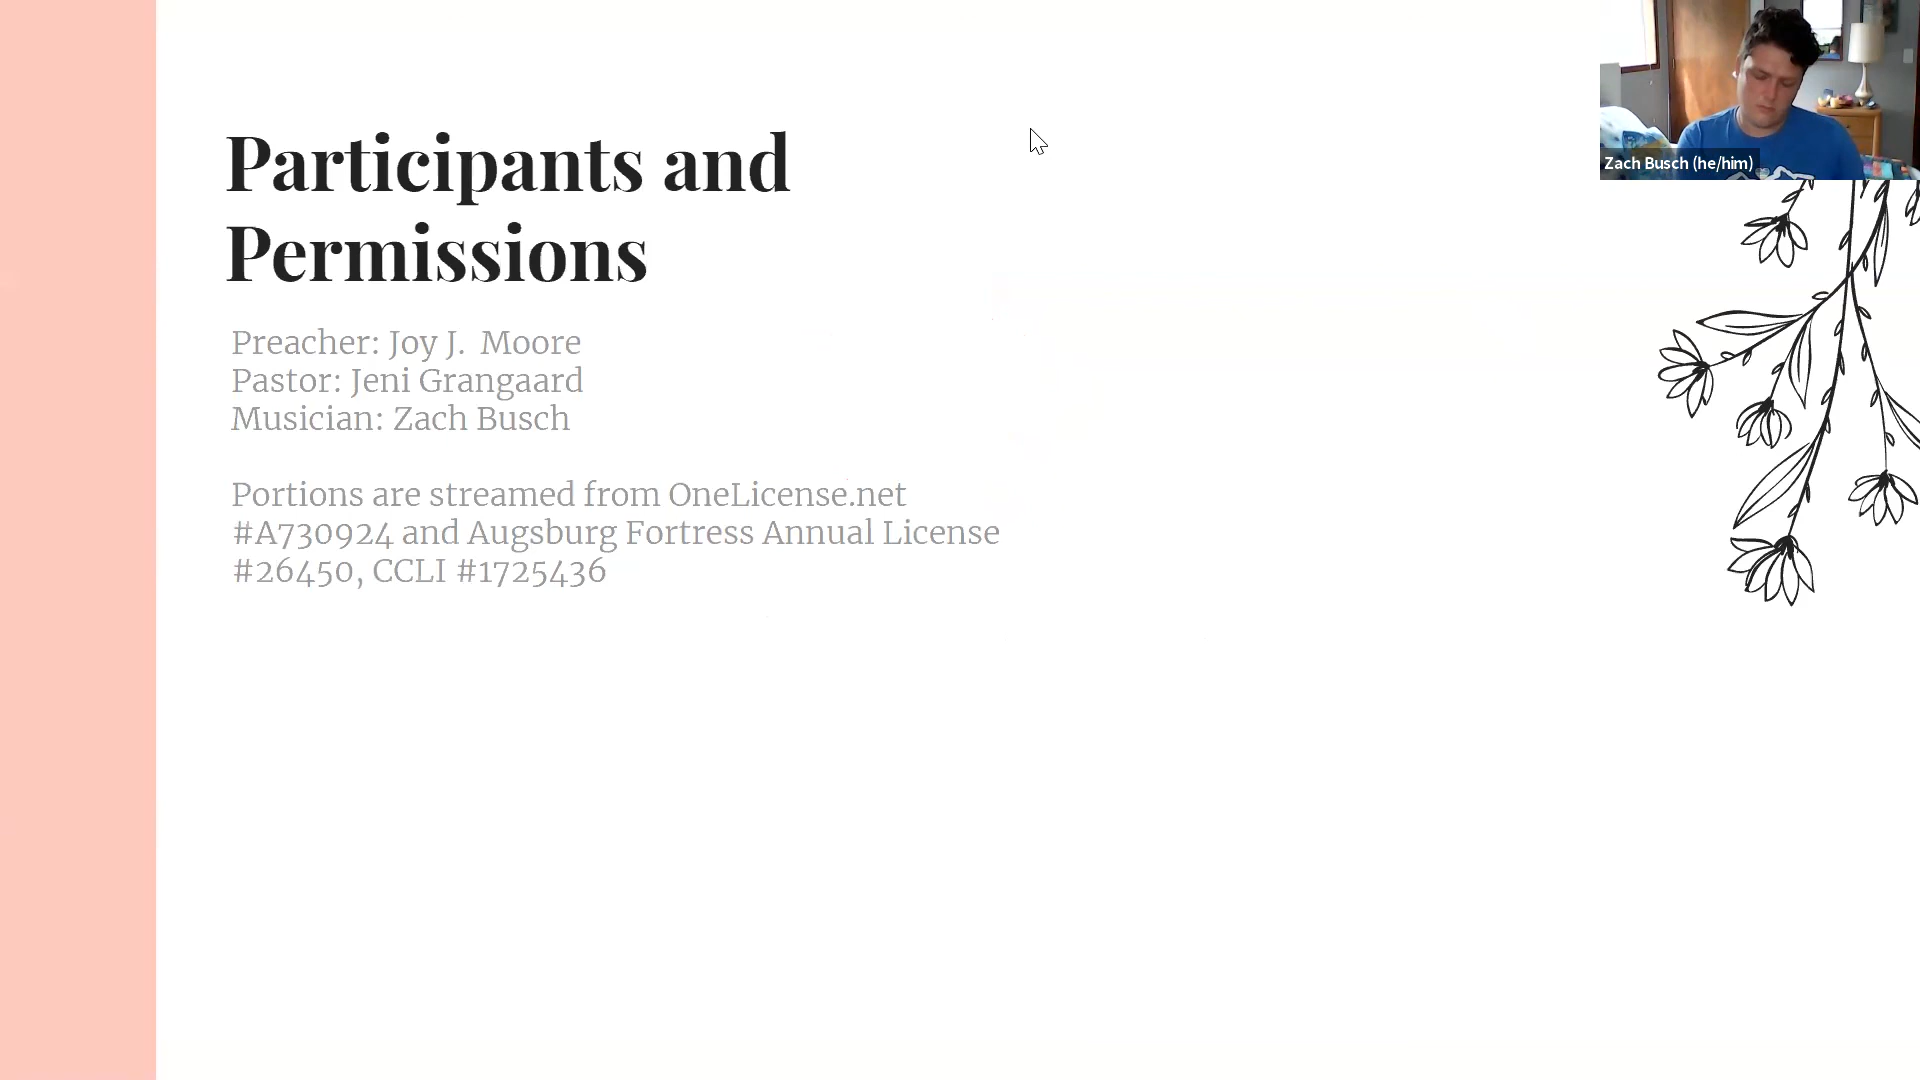 Participants and
Permissions
Preacher: Joy J.  Moore
Pastor: Jeni Grangaard
Musician: Zach Busch
Portions are streamed from OneLicense.net
#A730924 and Augsburg Fortress Annual License
#26450, CCLI #1725436
Zach Busch (he/him)